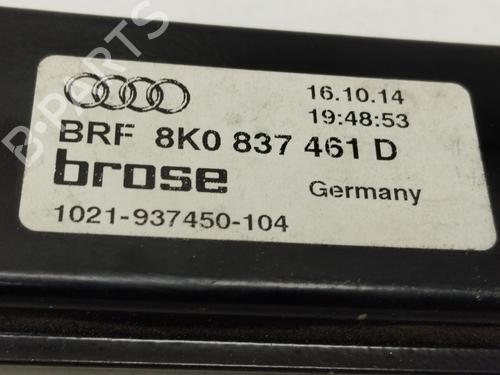 16.10.14
19:48:53
BRF 8K0 837 461 D
brose Germany
1021-937450-104
B-PARTS